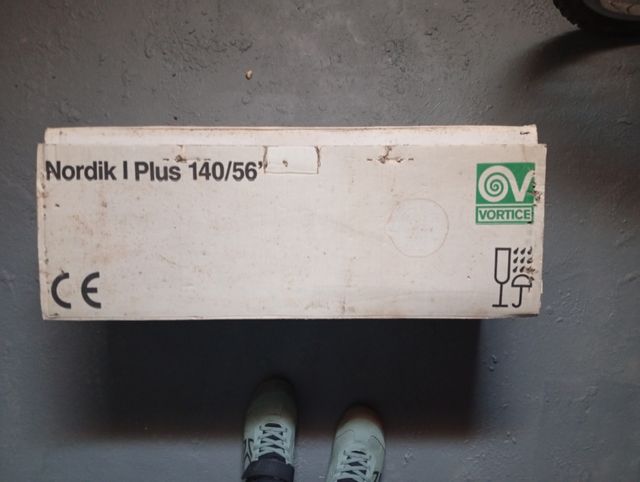 Nordik I Plus 140/56"
VORTICE
CE